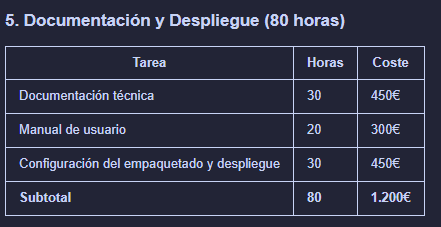 5. Documentación y Despliegue (80 horas)
Tarea Horas Coste
Documentación técnica 30 450€
Manual de usuario 20 300€
Configuración del empaquetado y despliegue 30 450€
Subtotal 80 1.200€